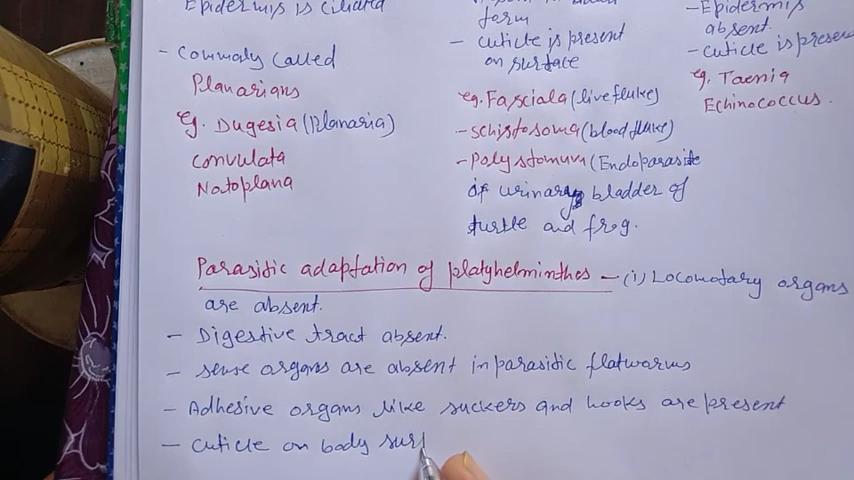 Epidermis is ciliated
- Commonly called
Planarians
eg. Dugesia (Planaria)
Convulata
Notoplana
form
- cuticle is present
on surface
eg. Fasciala (live fluke)
- Schistosoma (blood fluke)
- Polystomum (Endoparasite
of urinary bladder of
turtle and frog.
- Epidermis
absent.
- cuticle is presen
eg. Taenia
Echinococcus.
Parasitic adaptation of platyhelminthes - (i) Locomotary organs
are absent.
- Digestive tract absent.
- sense organs are absent in parasitic flatworms
- Adhesive organs like suckers and hooks are present
- Cuticle on body surf